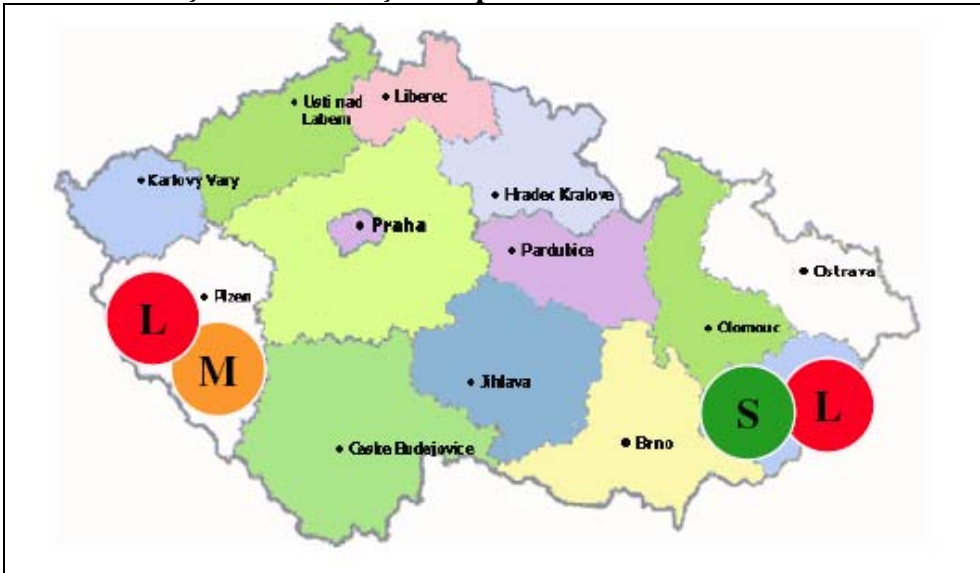 Usti nad
Labem
Liberec
Karlovy Vary
Hradec Kralove
Praha
Pardubice
Ostrava
Plzen
Olomouc
L
M
Jihlava
S
L
Brno
Ceske Budejovice